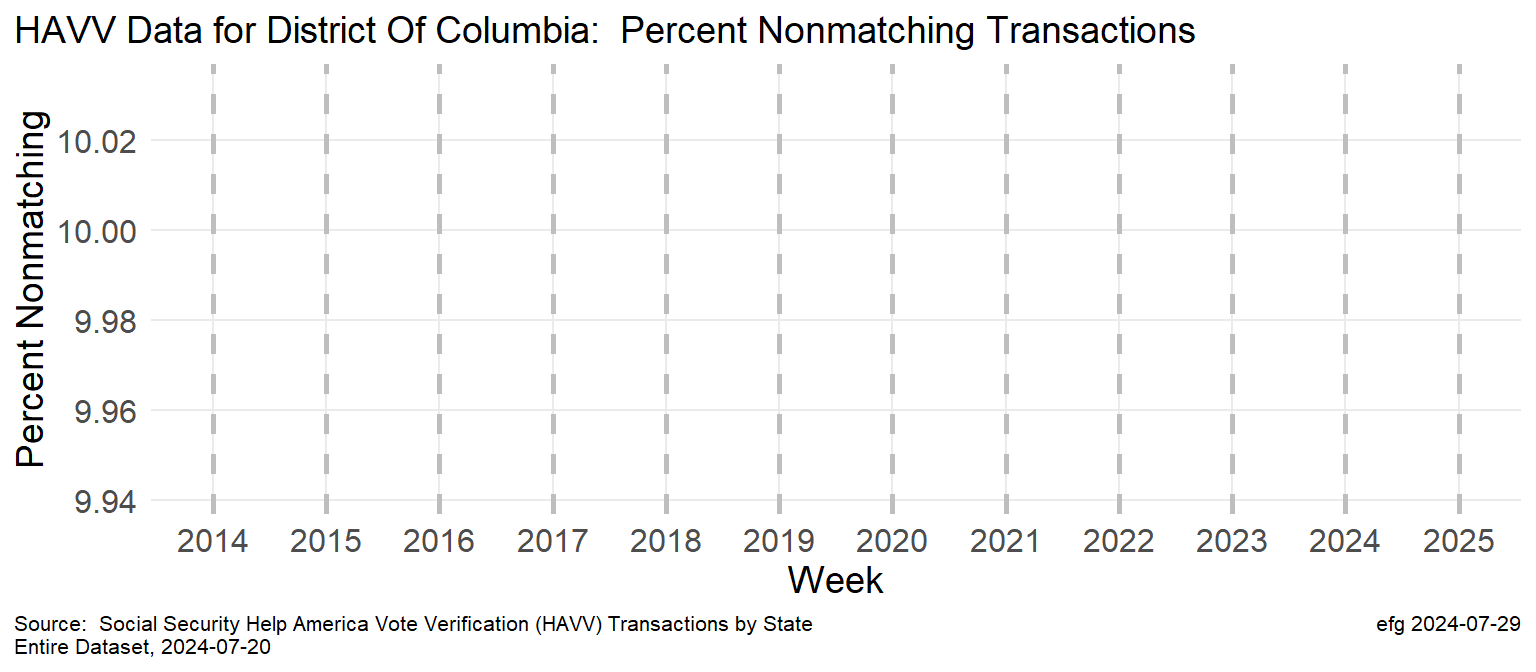 HAVV Data for District Of Columbia:  Percent Nonmatching Transactions
Percent Nonmatching
10.02
10.00
9.98
9.96
9.94
2014 2015 2016 2017 2018 2019 2020 2021 2022 2023 2024 2025
Week
Source:  Social Security Help America Vote Verification (HAVV) Transactions by State
Entire Dataset, 2024-07-20
efg 2024-07-29